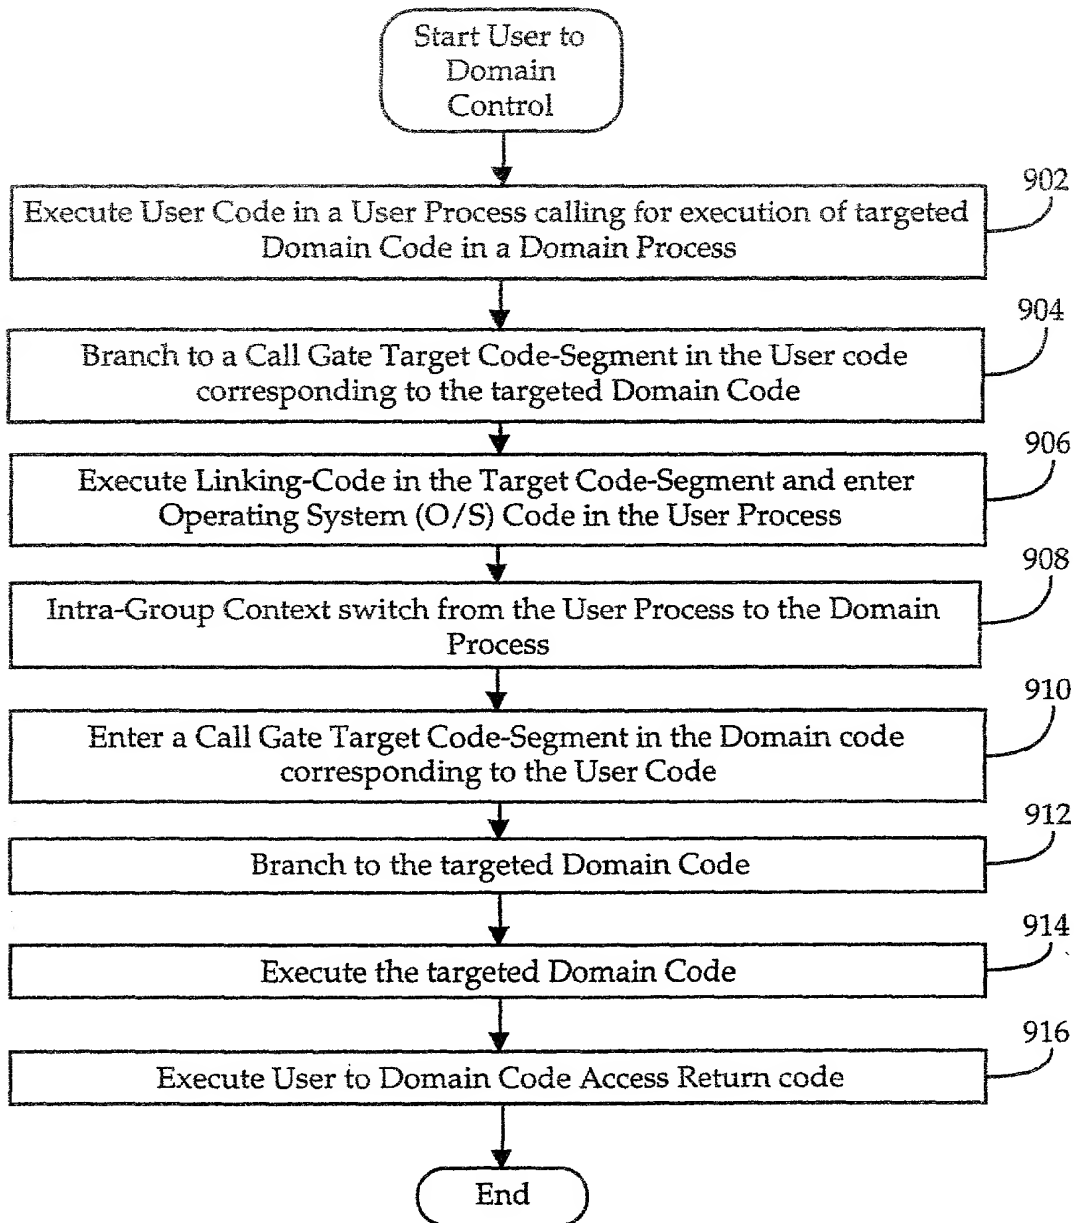 Start User to
Domain
Control
902
Execute User Code in a User Process calling for execution of targeted
Domain Code in a Domain Process
904
Branch to a Call Gate Target Code-Segment in the User code
corresponding to the targeted Domain Code
906
Execute Linking-Code in the Target Code-Segment and enter
Operating System (O/S) Code in the User Process
908
Intra-Group Context switch from the User Process to the Domain
Process
910
Enter a Call Gate Target Code-Segment in the Domain code
corresponding to the User Code
912
Branch to the targeted Domain Code
914
Execute the targeted Domain Code
916
Execute User to Domain Code Access Return code
End